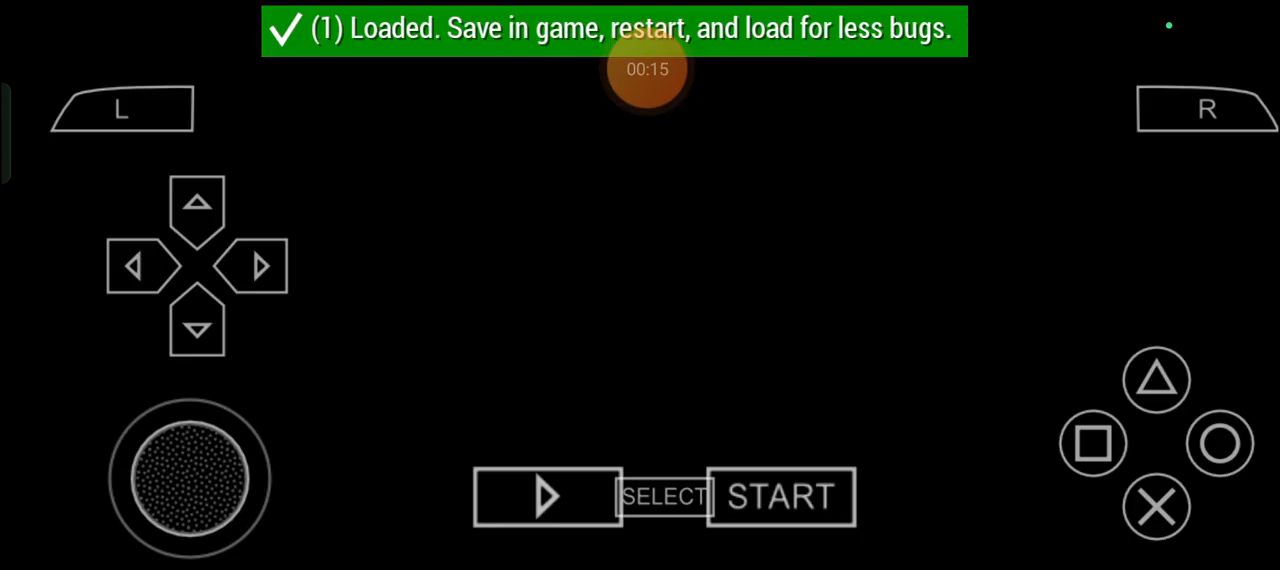 (1) Loaded. Save in game, restart, and load for less bugs.
00:15
L
R
SELECT
START